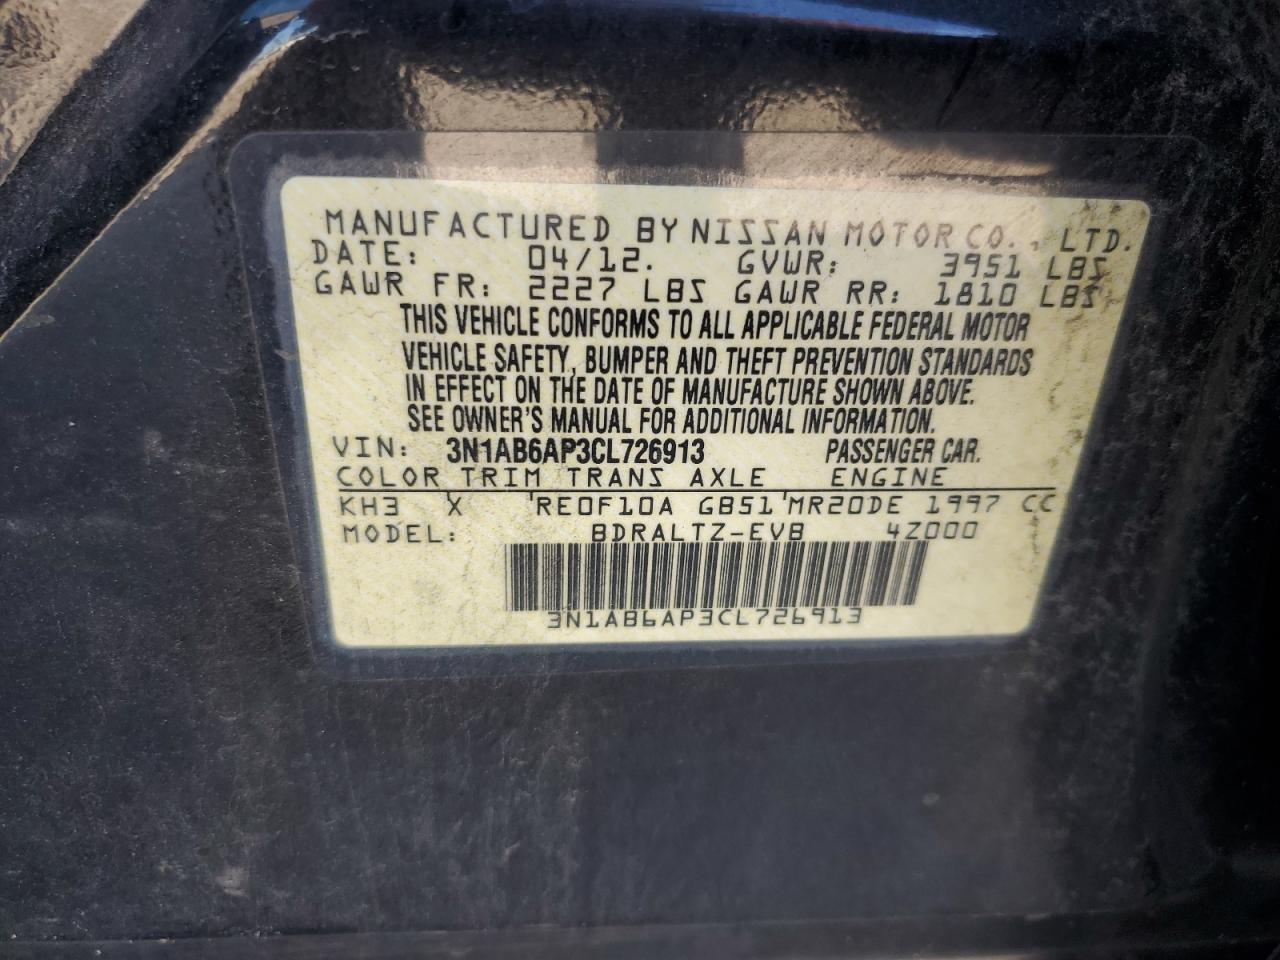 MANUFACTURED BY NISSAN MOTOR CO., LTD.
DATE: 04/12. GVWR: 3951 LBS
GAWR FR: 2227 LBS GAWR RR: 1810 LBS
THIS VEHICLE CONFORMS TO ALL APPLICABLE FEDERAL MOTOR
VEHICLE SAFETY, BUMPER AND THEFT PREVENTION STANDARDS
IN EFFECT ON THE DATE OF MANUFACTURE SHOWN ABOVE.
SEE OWNER'S MANUAL FOR ADDITIONAL INFORMATION.
VIN: 3N1AB6AP3CL726913 PASSENGER CAR.
COLOR TRIM TRANS AXLE ENGINE
KH3 X 'RE0F10A GB51'MR20DE 1997 CC
MODEL: BDRALTZ-EVB 4Z000
3N1AB6AP3CL726913